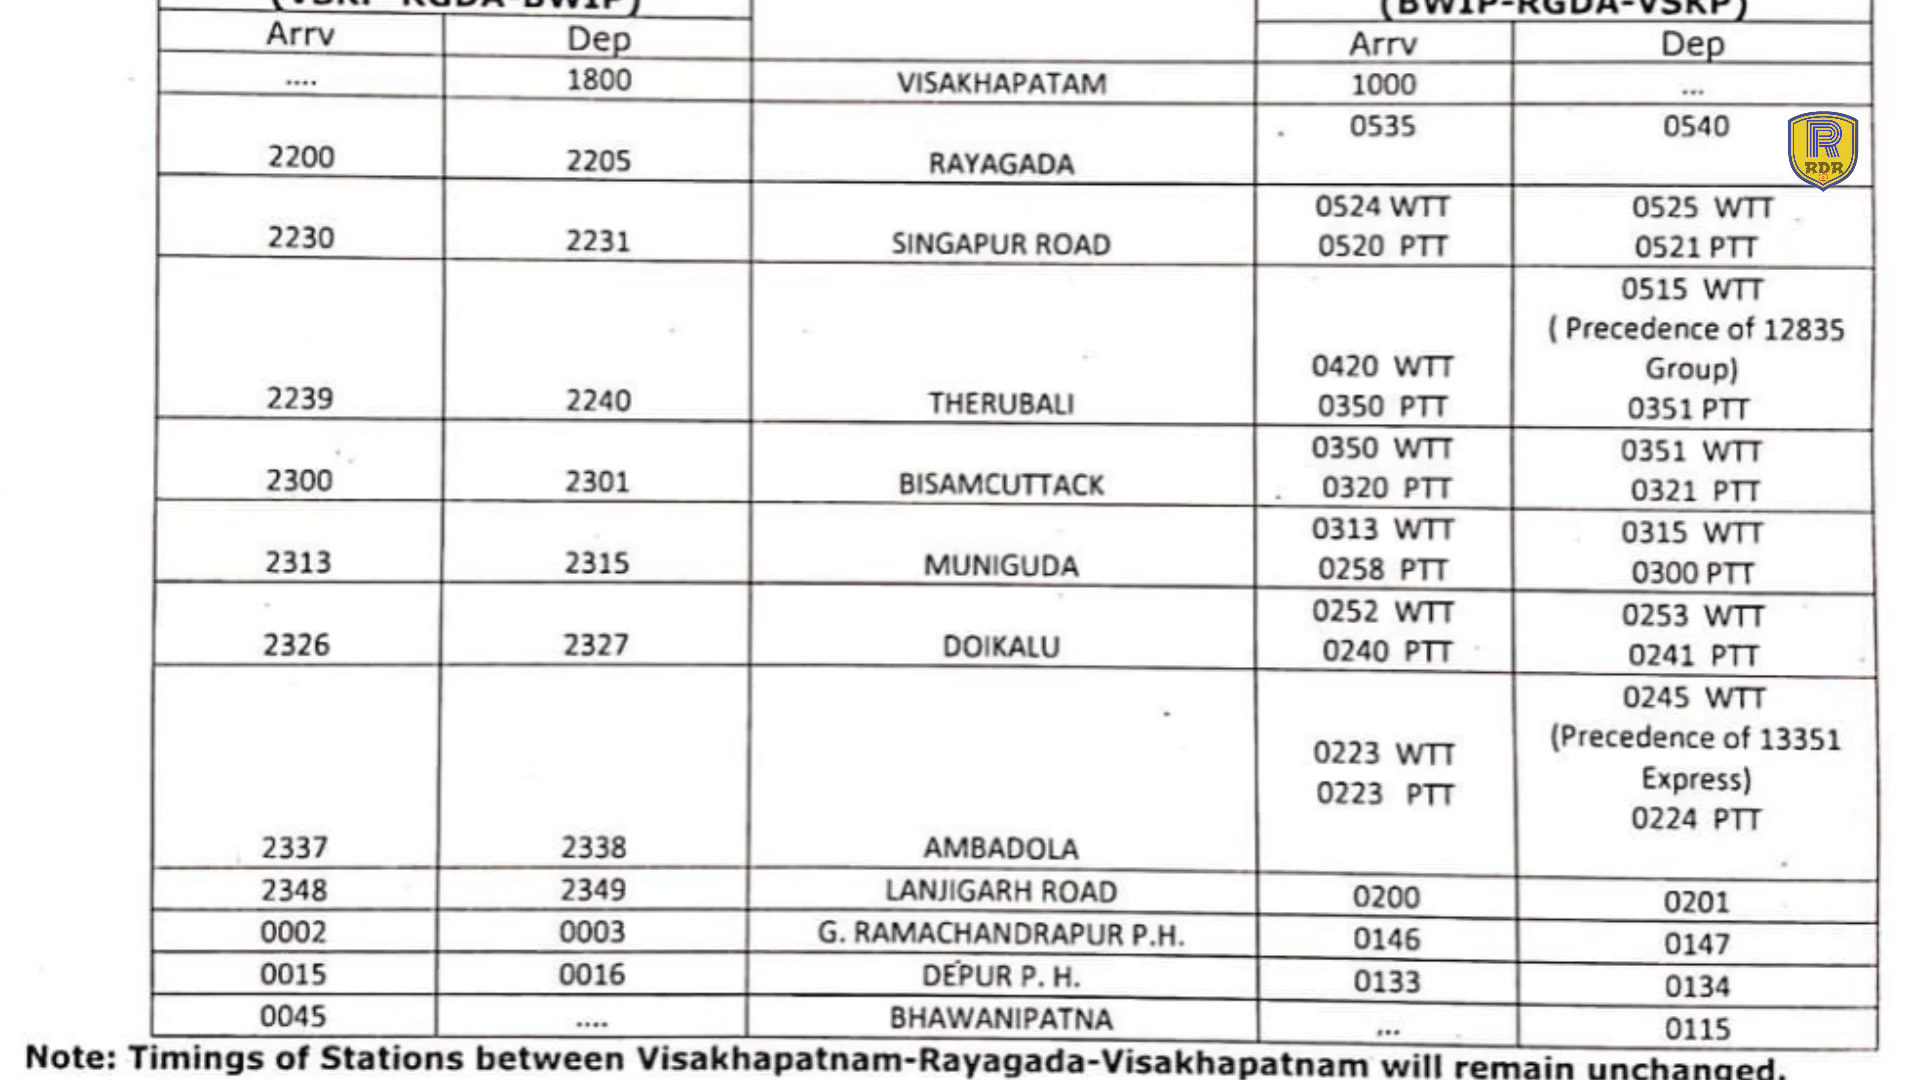 (VSKP-RGDA-BWIP) (BWIP-RGDA-VSKP)
Arrv Dep Arrv Dep
.... 1800 VISAKHAPATAM 1000 ...
2200 2205 RAYAGADA 0535 0540
R
RDR
2230 2231 SINGAPUR ROAD 0524 WTT 0525 WTT
0520 PTT 0521 PTT
0515 WTT
( Precedence of 12835
Group)
0420 WTT
2239 2240 THERUBALI 0350 PTT 0351 PTT
0350 WTT 0351 WTT
2300 2301 BISAMCUTTACK 0320 PTT 0321 PTT
0313 WTT 0315 WTT
2313 2315 MUNIGUDA 0258 PTT 0300 PTT
0252 WTT 0253 WTT
2326 2327 DOIKALU 0240 PTT 0241 PTT
0245 WTT
(Precedence of 13351
Express)
0223 WTT
0223 PTT 0224 PTT
2337 2338 AMBADOLA
2348 2349 LANJIGARH ROAD 0200 0201
0002 0003 G. RAMACHANDRAPUR P.H. 0146 0147
0015 0016 DEPUR P. H. 0133 0134
0045 .... BHAWANIPATNA ... 0115
Note: Timings of Stations between Visakhapatnam-Rayagada-Visakhapatnam will remain unchanged.